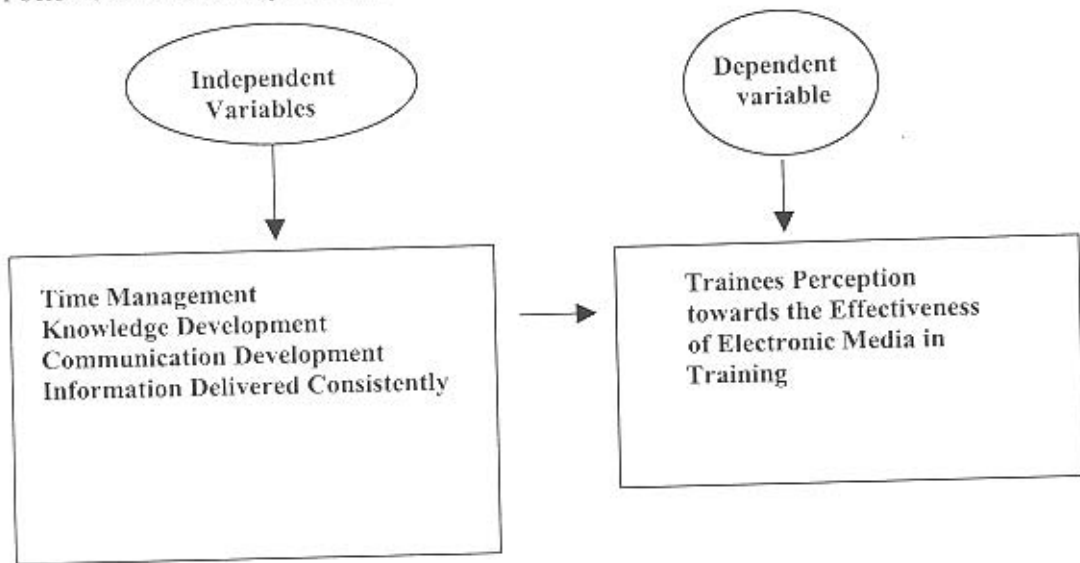 Independent
Variables
Dependent
variable
Time Management
Knowledge Development
Communication Development
Information Delivered Consistently
Trainees Perception
towards the Effectiveness
of Electronic Media in
Training